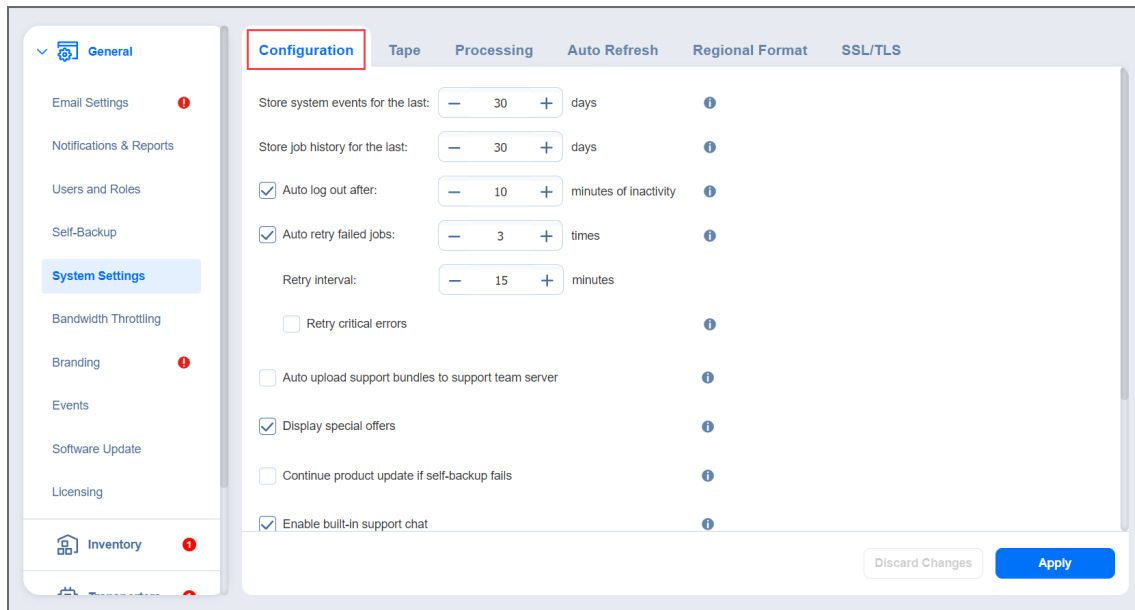 General
Email Settings
Notifications & Reports
Users and Roles
Self-Backup
System Settings
Bandwidth Throttling
Branding
Events
Software Update
Licensing
Inventory 1
Configuration Tape Processing Auto Refresh Regional Format SSL/TLS
Store system events for the last: 30 days
Store job history for the last: 30 days
Auto log out after: 10 minutes of inactivity
Auto retry failed jobs: 3 times
Retry interval: 15 minutes
Retry critical errors
Auto upload support bundles to support team server
Display special offers
Continue product update if self-backup fails
Enable built-in support chat
Discard Changes Apply